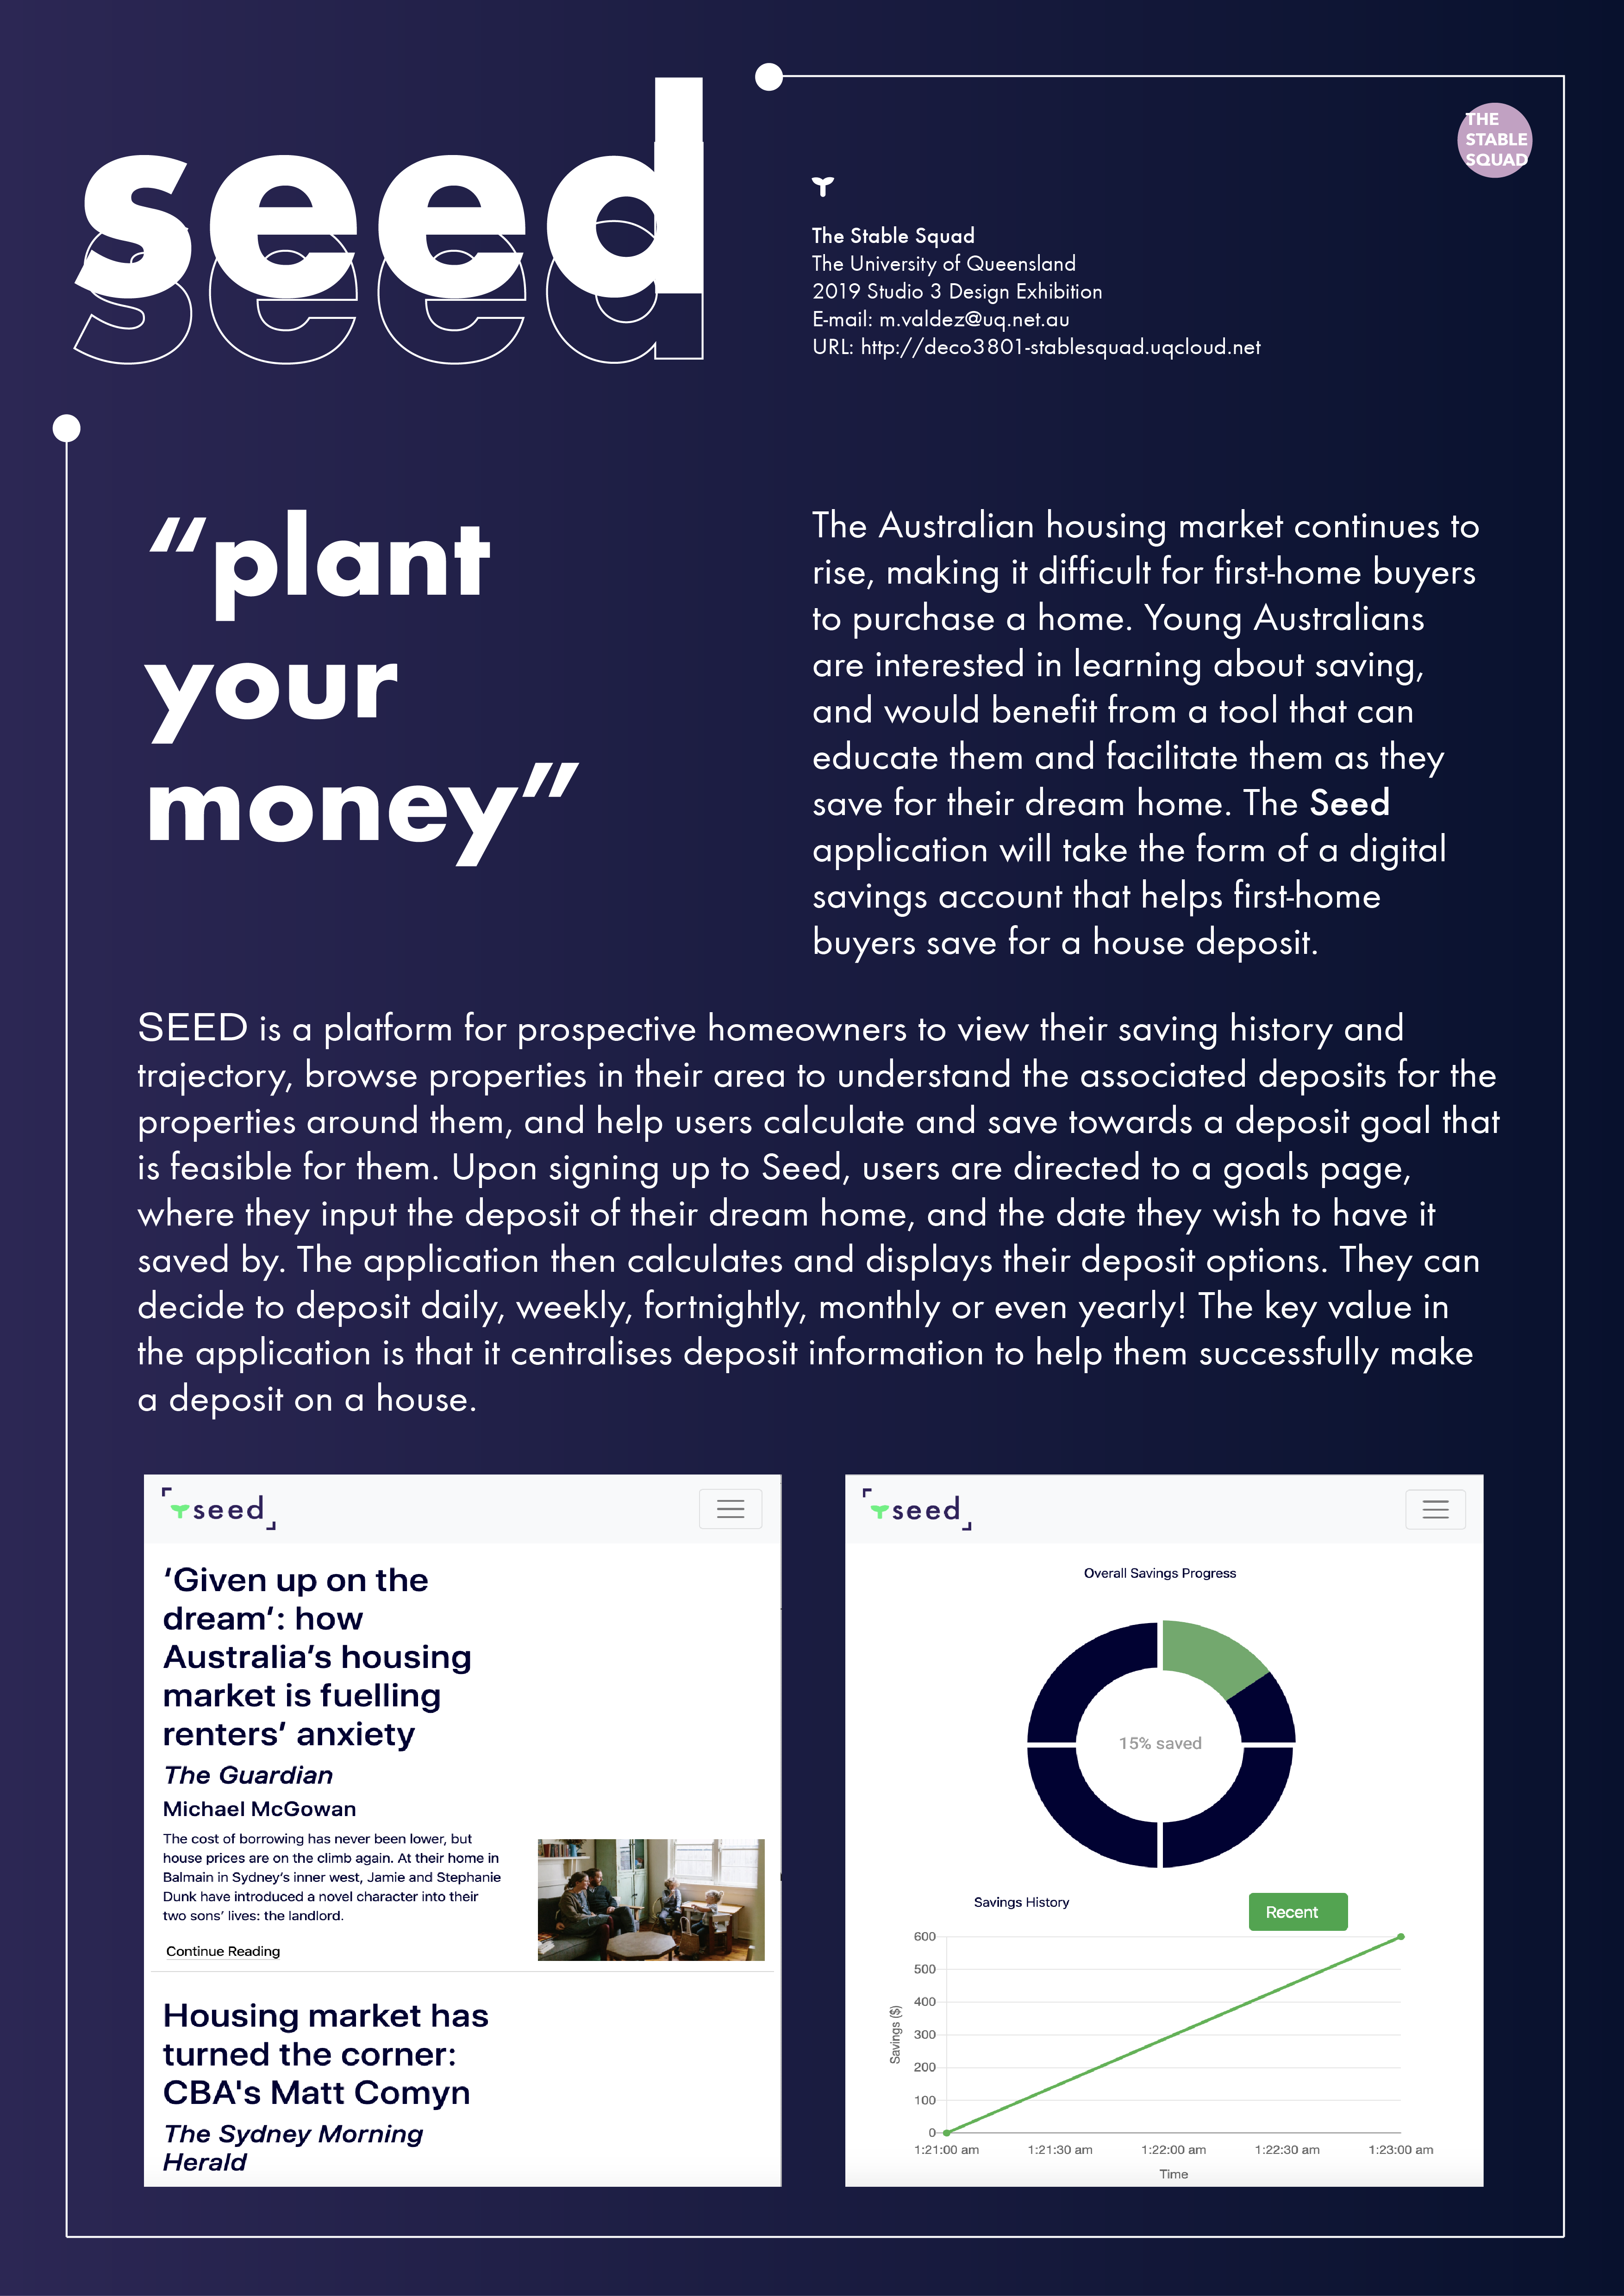 seed
seed
THE
STABLE
SQUAD
The Stable Squad
The University of Queensland
2019 Studio 3 Design Exhibition
E-mail: m.valdez@uq.net.au
URL: http://deco3801-stablesquad.uqcloud.net
“plant
your
money”
The Australian housing market continues to
rise, making it difficult for first-home buyers
to purchase a home. Young Australians
are interested in learning about saving,
and would benefit from a tool that can
educate them and facilitate them as they
save for their dream home. The Seed
application will take the form of a digital
savings account that helps first-home
buyers save for a house deposit.
SEED is a platform for prospective homeowners to view their saving history and
trajectory, browse properties in their area to understand the associated deposits for the
properties around them, and help users calculate and save towards a deposit goal that
is feasible for them. Upon signing up to Seed, users are directed to a goals page,
where they input the deposit of their dream home, and the date they wish to have it
saved by. The application then calculates and displays their deposit options. They can
decide to deposit daily, weekly, fortnightly, monthly or even yearly! The key value in
the application is that it centralises deposit information to help them successfully make
a deposit on a house.
seed
‘Given up on the
dream’: how
Australia’s housing
market is fuelling
renters’ anxiety
The Guardian
Michael McGowan
The cost of borrowing has never been lower, but
house prices are on the climb again. At their home in
Balmain in Sydney’s inner west, Jamie and Stephanie
Dunk have introduced a novel character into their
two sons’ lives: the landlord.
Continue Reading
Housing market has
turned the corner:
CBA's Matt Comyn
The Sydney Morning
Herald
seed
Overall Savings Progress
15% saved
Savings History
Recent
600
500
400
300
200
100
0
Savings ($)
1:21:00 am 1:21:30 am 1:22:00 am 1:22:30 am 1:23:00 am
Time